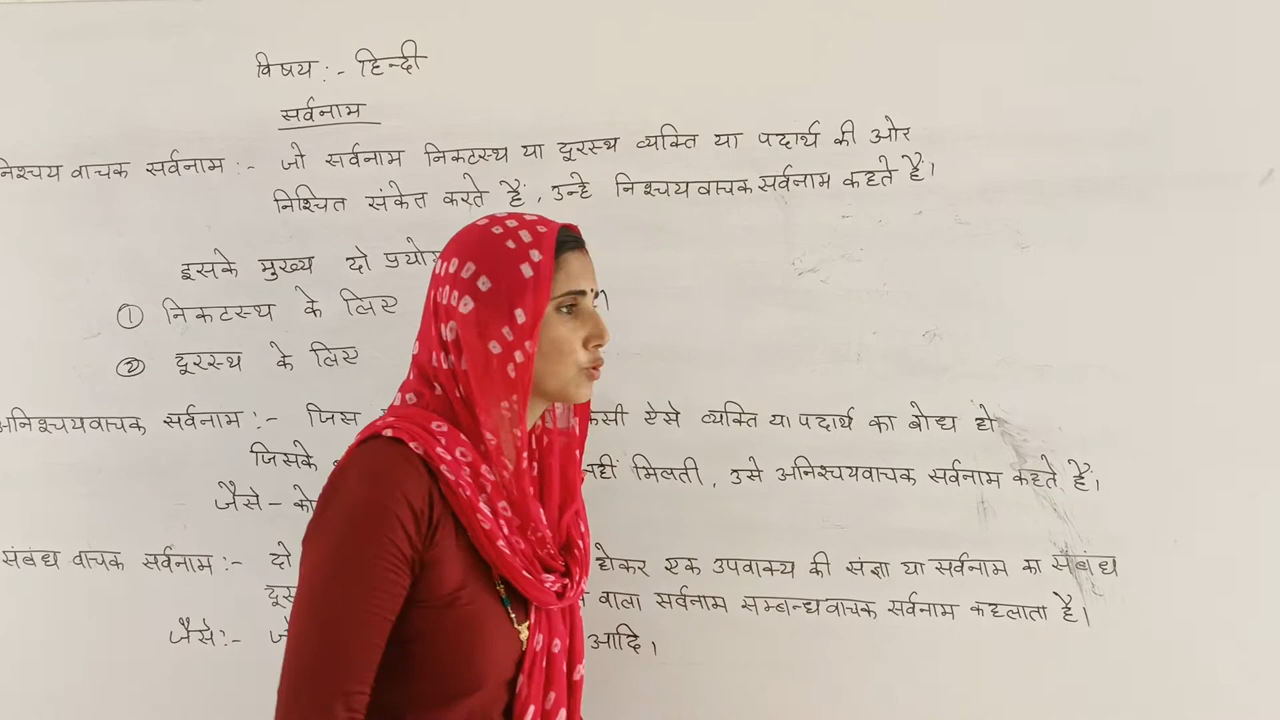 विषय :- हिन्दी
सर्वनाम
निश्चय वाचक सर्वनाम :- जो सर्वनाम निकटस्थ या दूरस्थ व्यक्ति या पदार्थ की ओर
निश्चित संकेत करते हैं, उन्हे निश्चयवाचक सर्वनाम कहते हैं।
इसके मुख्य दो
① निकटस्थ के लिए
② दूरस्थ के लिए
अनिश्चयवाचक सर्वनाम :- जिस ऐसे व्यक्ति या पदार्थ का बोध हो
जिसके नहीं मिलती, उसे अनिश्चयवाचक सर्वनाम कहते हैं।
जैसे -
संबंध वाचक सर्वनाम :- दो होकर एक उपवाक्य की संज्ञा या सर्वनाम का संबंध
वाला सर्वनाम सम्बन्धवाचक सर्वनाम कहलाता है।
जैसे :- आदि।